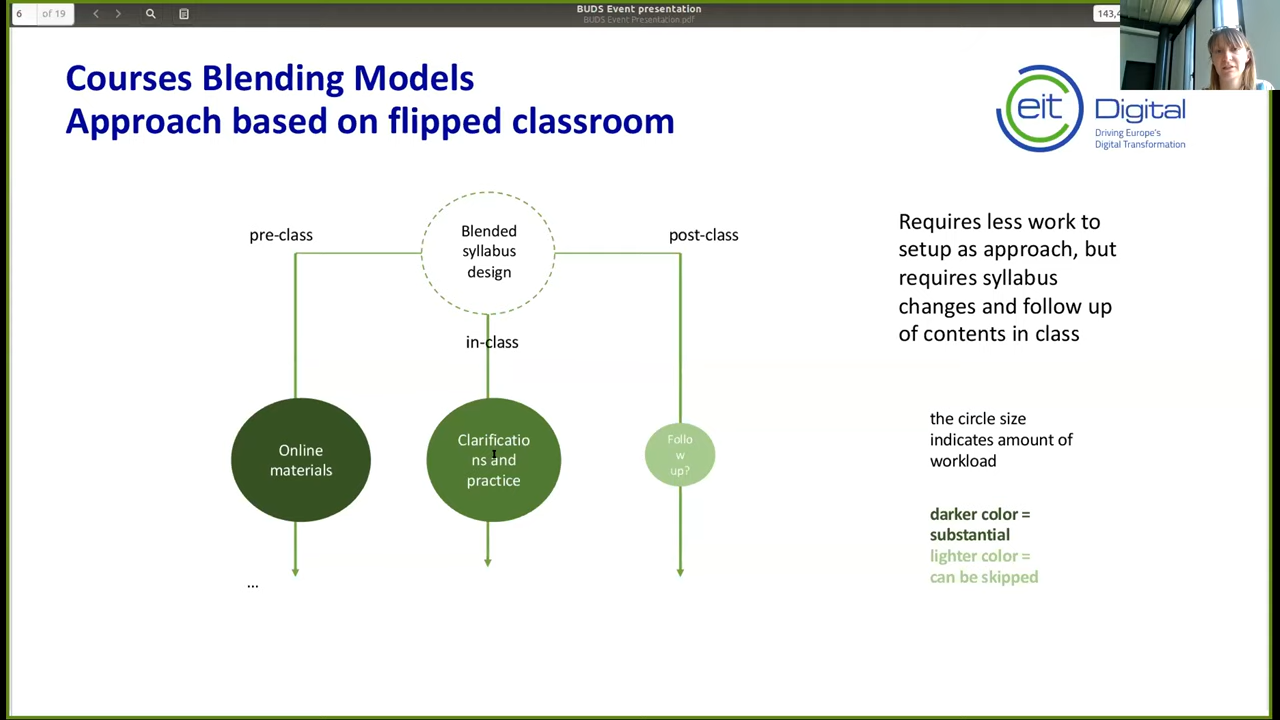 6 of 19
BUDS Event presentation
BUDS Event Presentation.pdf
143,4
Courses Blending Models
Approach based on flipped classroom
eit Digital
Driving Europe's
Digital Transformation
pre-class
Blended
syllabus
design
post-class
in-class
Online
materials
Clarificatio
ns and
practice
Follo
w
up?
...
Requires less work to
setup as approach, but
requires syllabus
changes and follow up
of contents in class
the circle size
indicates amount of
workload
darker color =
substantial
lighter color =
can be skipped